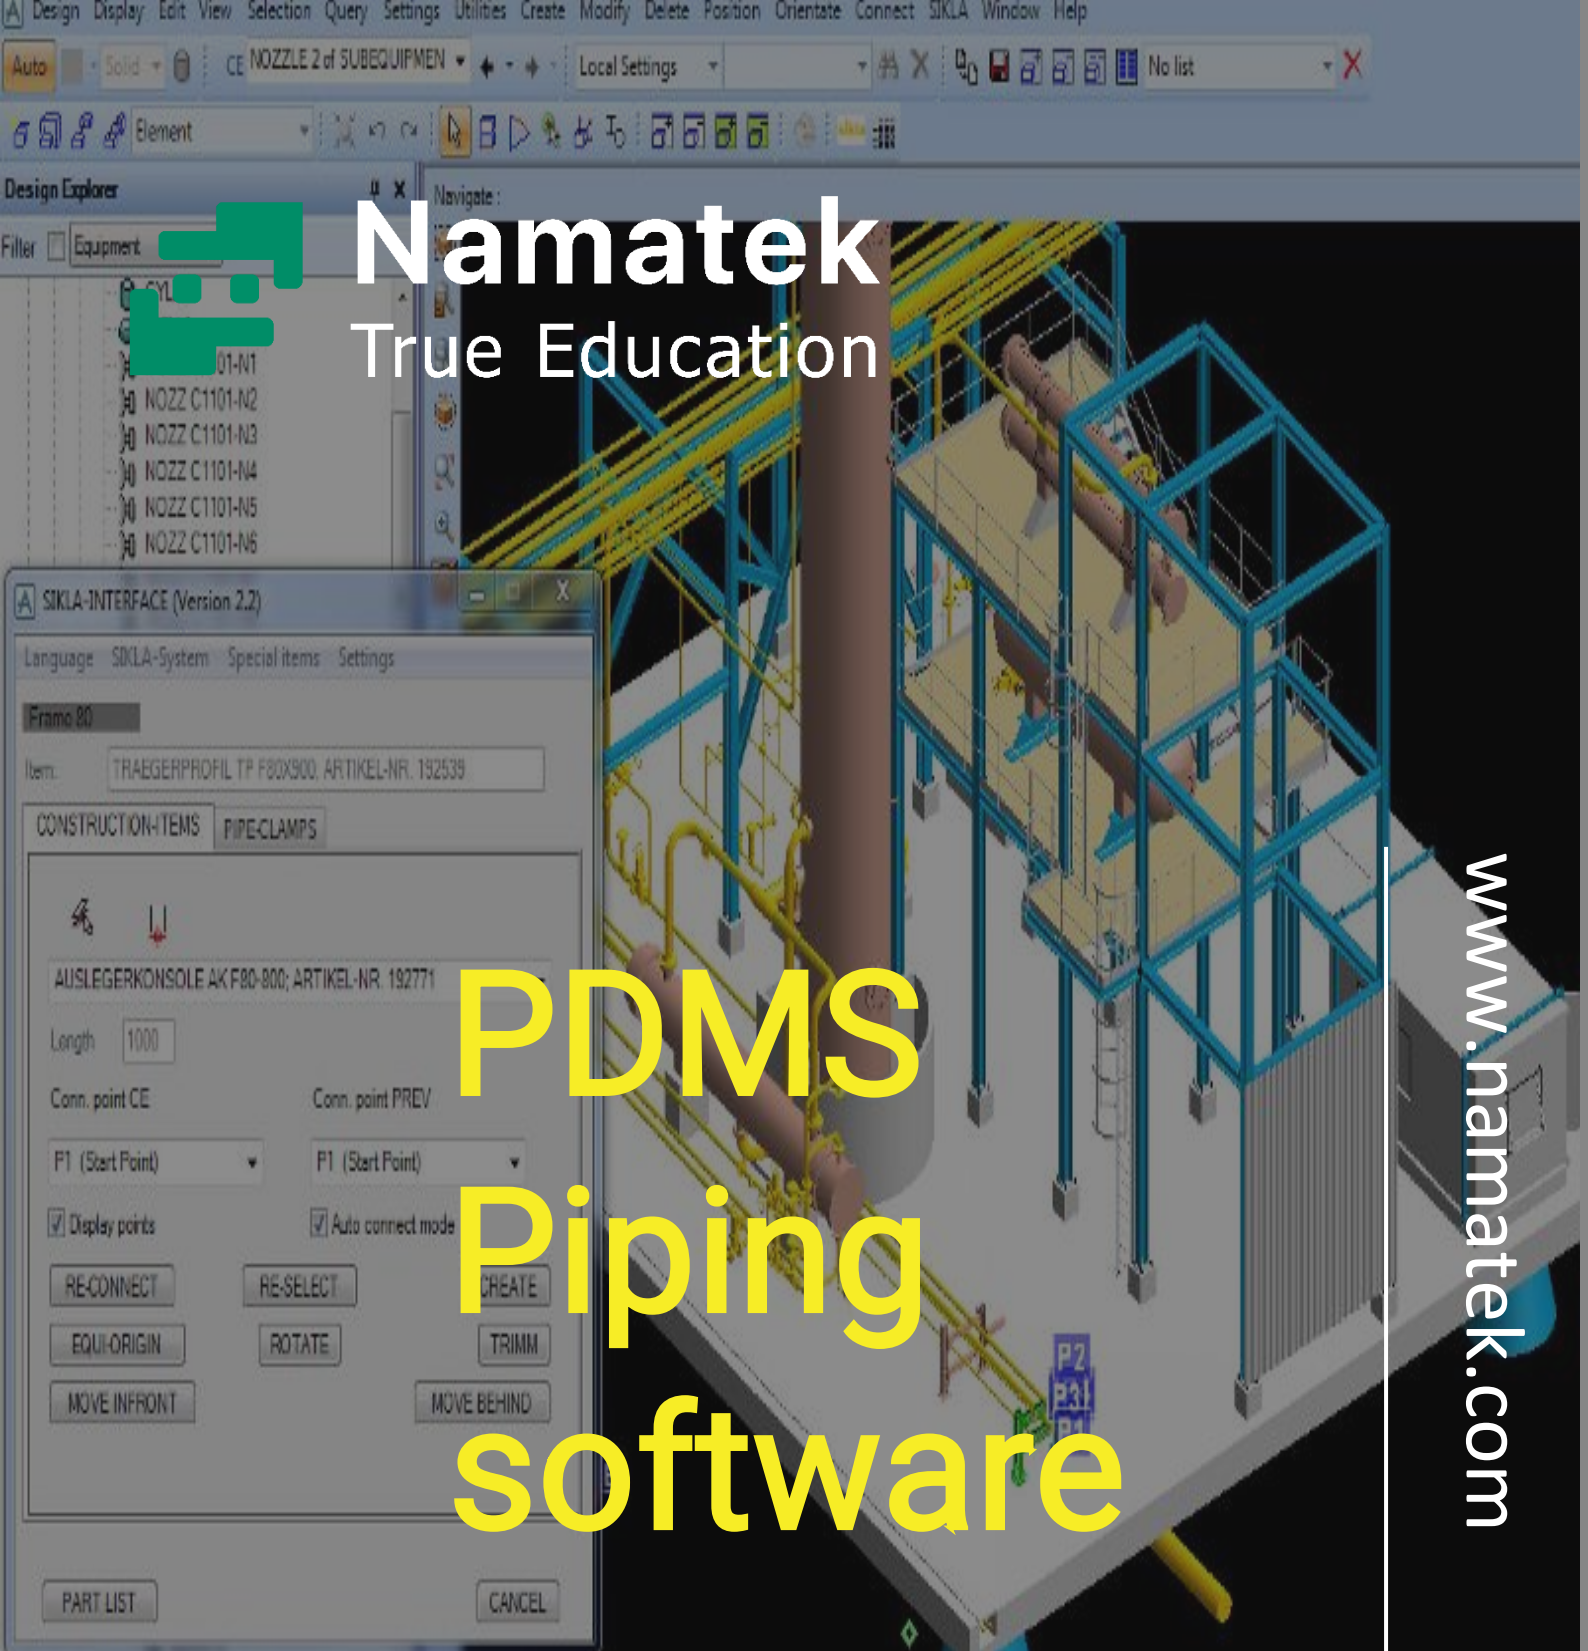 Design Display Edit View Selection Query Settings Utilities Create Modify Delete Position Orientate Connect SIKLA Window Help
Auto Solid CE NOZZLE 2 of SUBEQUIPMEN Local Settings No list
Element
Design Explorer
Navigate :
Filter Equipment
Namatek
True Education
CYL
01-N1
NOZZ C1101-N2
NOZZ C1101-N3
NOZZ C1101-N4
NOZZ C1101-N5
NOZZ C1101-N6
SIKLA-INTERFACE (Version 2.2)
Language SIKLA-System Special items Settings
Framo 80
Item: TRAEGERPROFIL TP F80X900; ARTIKEL-NR. 192539
CONSTRUCTION-ITEMS PIPE-CLAMPS
AUSLEGERKONSOLE AK F80-800; ARTIKEL-NR. 192771
Length 1000
Conn. point CE Conn. point PREV
P1 (Start Point) P1 (Start Point)
Display points Auto connect mode
RE-CONNECT RE-SELECT CREATE
EQUI-ORIGIN ROTATE TRIMM
MOVE INFRONT MOVE BEHIND
PART LIST CANCEL
PDMS
Piping
software
P2
P3
www.namatek.com